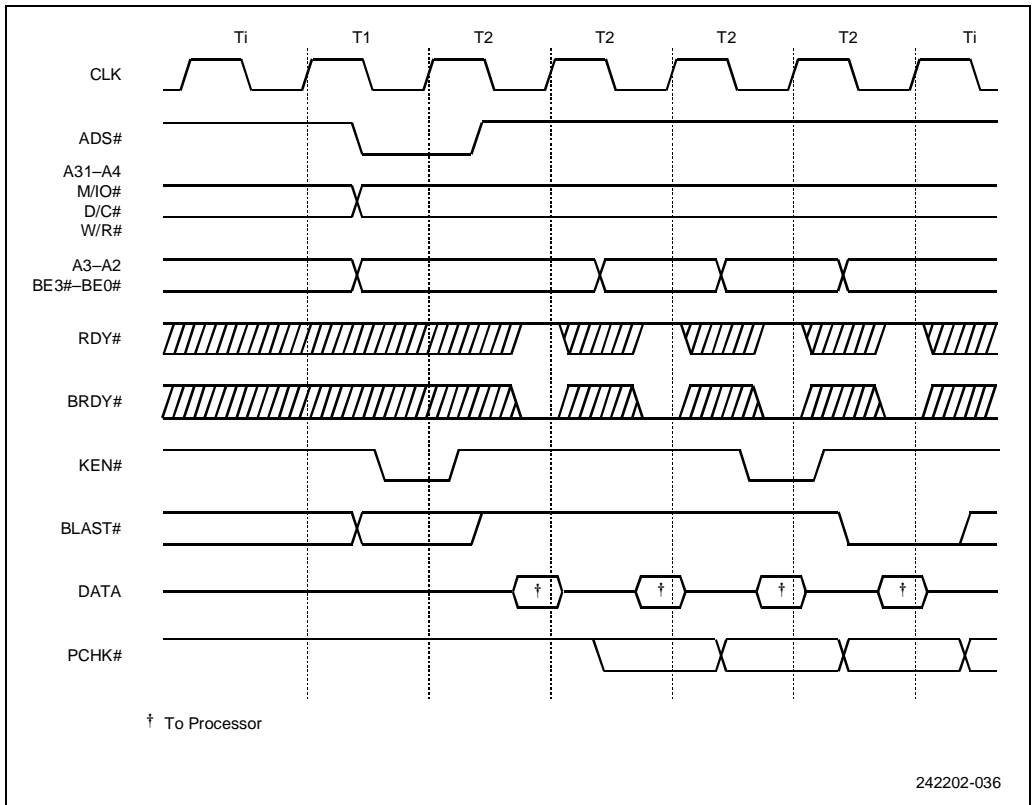 Ti T1 T2 T2 T2 T2 Ti
CLK
ADS#
A31–A4
M/IO#
D/C#
W/R#
A3–A2
BE3#–BE0#
RDY#
BRDY#
KEN#
BLAST#
DATA † † † †
PCHK#
† To Processor
242202-036